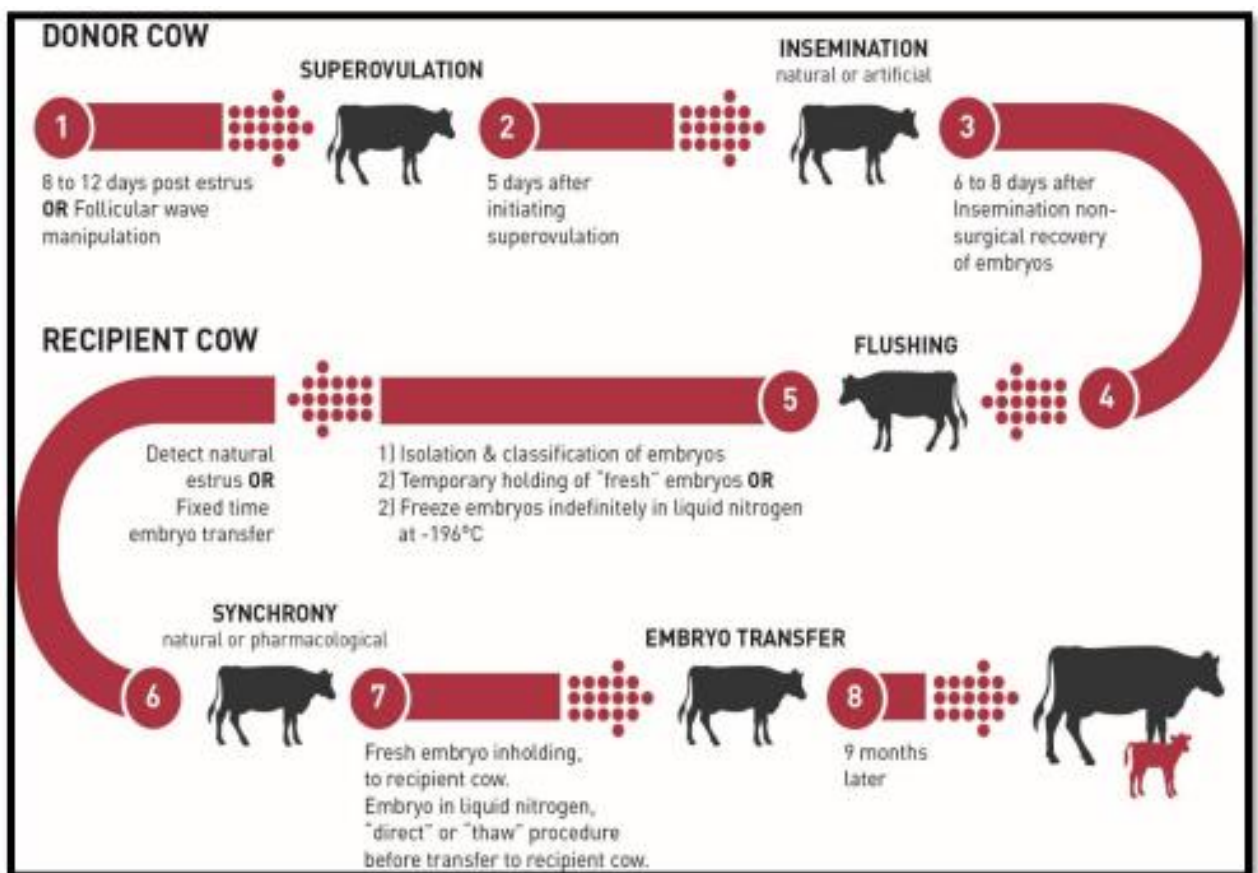 DONOR COW
SUPEROVULATION
INSEMINATION
natural or artificial
1
2
3
8 to 12 days post estrus
OR Follicular wave
manipulation
5 days after
initiating
superovulation
6 to 8 days after
Insemination non-
surgical recovery
of embryos
RECIPIENT COW
FLUSHING
5
4
Detect natural
estrus OR
Fixed time
embryo transfer
1) Isolation & classification of embryos
2) Temporary holding of "fresh" embryos OR
2) Freeze embryos indefinitely in liquid nitrogen
at -196ºC
SYNCHRONY
natural or pharmacological
EMBRYO TRANSFER
6
7
8
Fresh embryo inholding,
to recipient cow.
Embryo in liquid nitrogen,
"direct" or "thaw" procedure
before transfer to recipient cow.
9 months
later